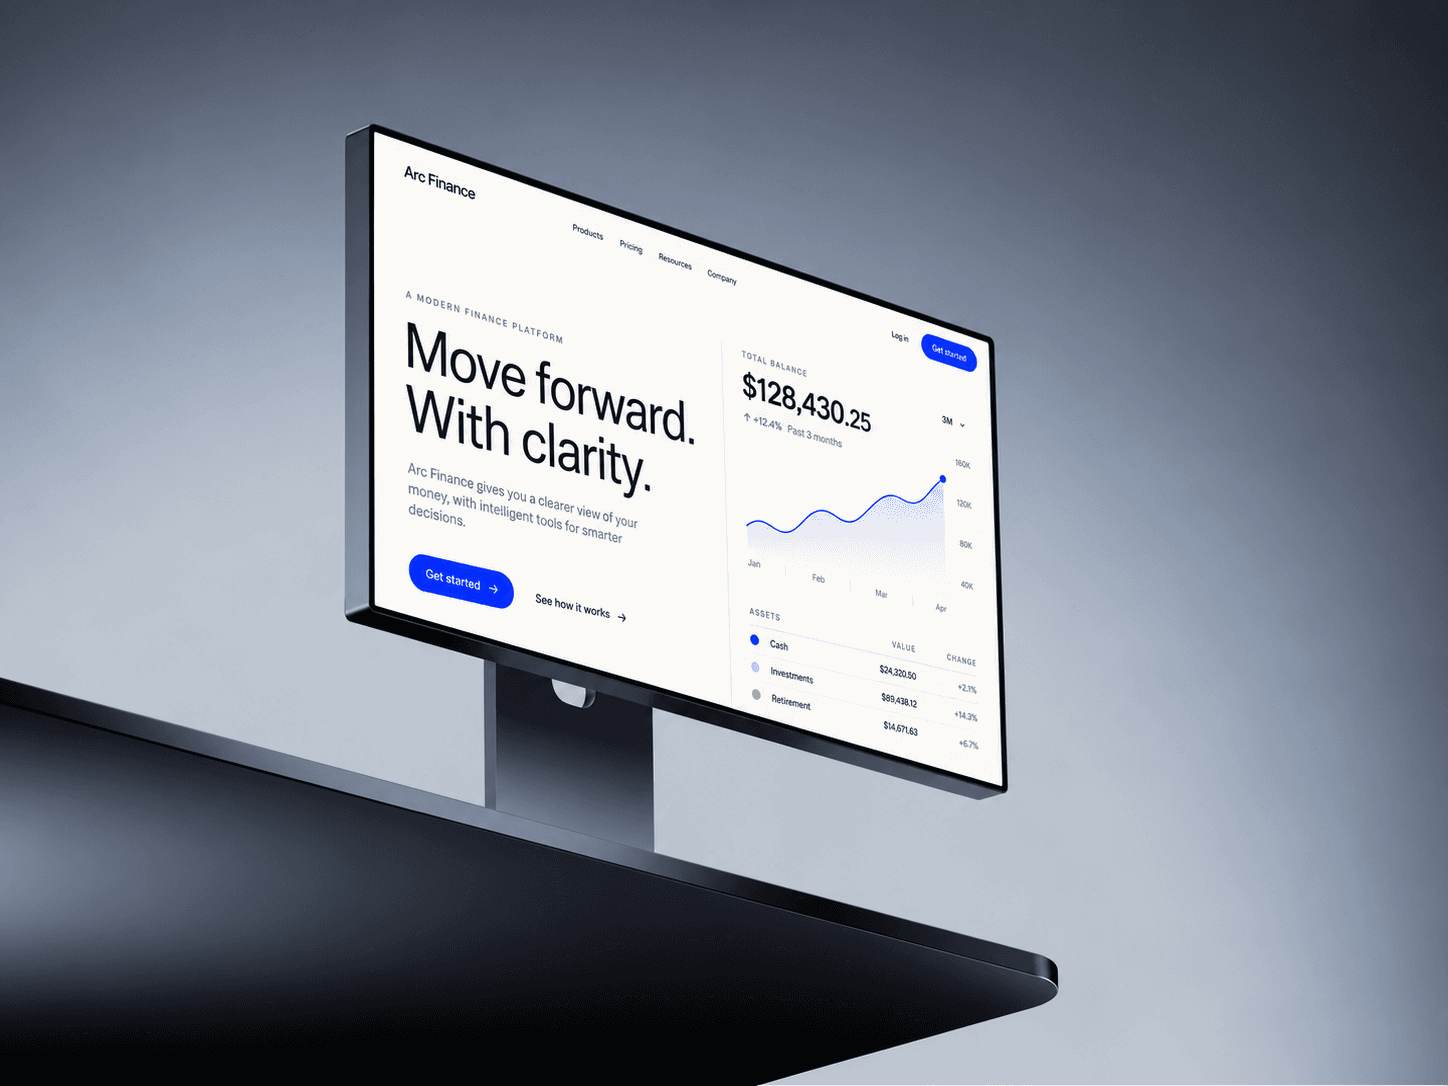 Arc Finance
Products
Pricing
Resources
Company
Log in
Get started
A MODERN FINANCE PLATFORM
Move forward.
With clarity.
Arc Finance gives you a clearer view of your
money, with intelligent tools for smarter
decisions.
Get started →
See how it works →
TOTAL BALANCE
$128,430.25
↑ +12.4% Past 3 months
3M
160K
120K
80K
40K
Jan
Feb
Mar
Apr
ASSETS
VALUE
CHANGE
Cash
$24,320.50
+2.1%
Investments
$89,438.12
+14.3%
Retirement
$14,671.63
+6.7%